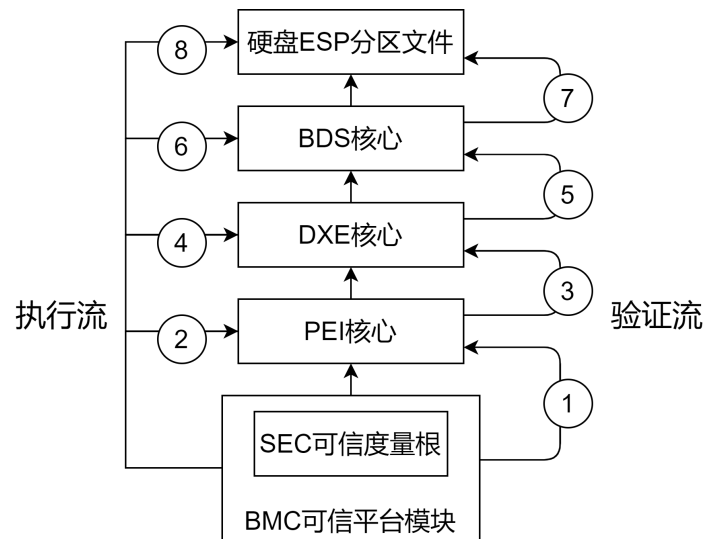 ⑧
硬盘ESP分区文件
⑦
⑥
BDS核心
⑤
④
DXE核心
③
执行流
验证流
②
PEI核心
①
SEC可信度量根
BMC可信平台模块